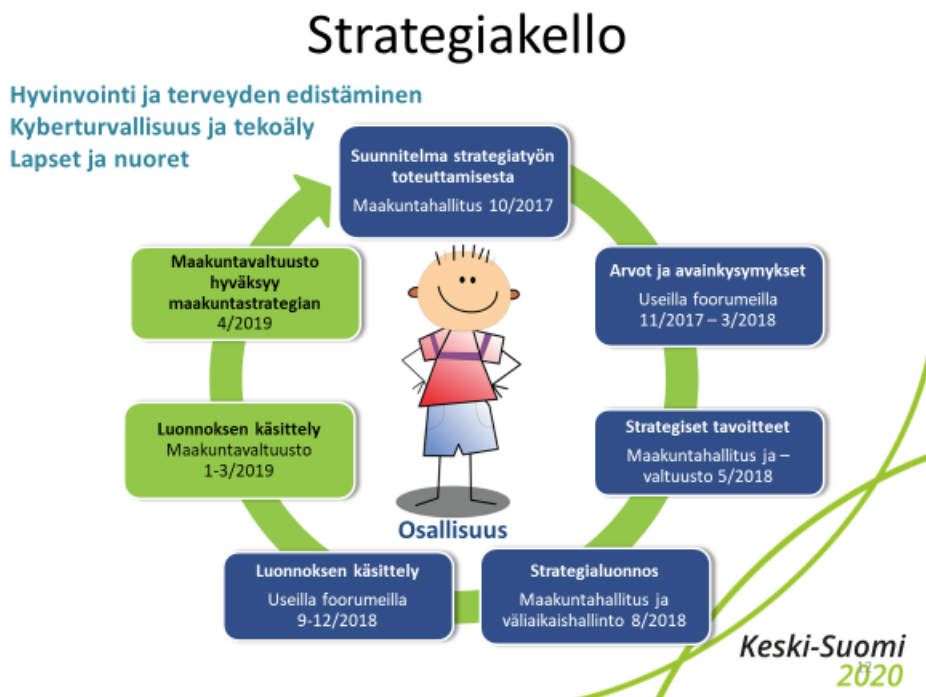 Strategiakello
Hyvinvointi ja terveyden edistäminen
Kyberturvallisuus ja tekoäly
Lapset ja nuoret
Suunnitelma strategiatyön
toteuttamisesta
Maakuntahallitus 10/2017
Arvot ja avainkysymykset
Useilla foorumeilla
11/2017 – 3/2018
Strategiset tavoitteet
Maakuntahallitus ja –
valtuusto 5/2018
Strategialuonnos
Maakuntahallitus ja
väliaikaishallinto 8/2018
Luonnoksen käsittely
Useilla foorumeilla
9-12/2018
Luonnoksen käsittely
Maakuntavaltuusto
1-3/2019
Maakuntavaltuusto
hyväksyy
maakuntastrategian
4/2019
Osallisuus
Keski-Suomi
2020
12